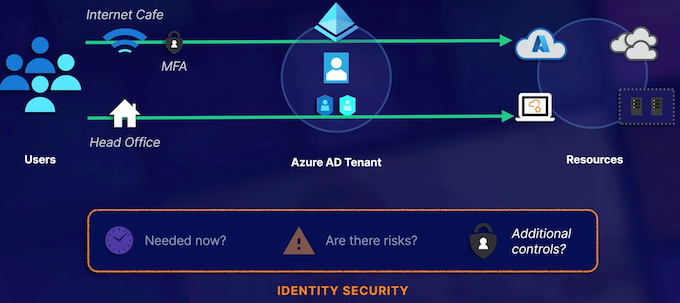 Internet Cafe
MFA
Head Office
Users
Azure AD Tenant
Resources
Needed now?
Are there risks?
Additional
controls?
IDENTITY SECURITY